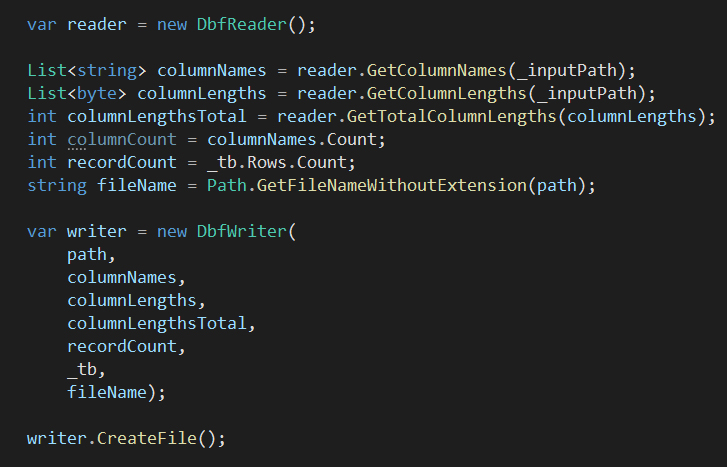 var reader = new DbfReader();
List<string> columnNames = reader.GetColumnNames(_inputPath);
List<byte> columnLengths = reader.GetColumnLengths(_inputPath);
int columnLengthsTotal = reader.GetTotalColumnLengths(columnLengths);
int columnCount = columnNames.Count;
int recordCount = _tb.Rows.Count;
string fileName = Path.GetFileNameWithoutExtension(path);
var writer = new DbfWriter(
    path,
    columnNames,
    columnLengths,
    columnLengthsTotal,
    recordCount,
    _tb,
    fileName);
writer.CreateFile();